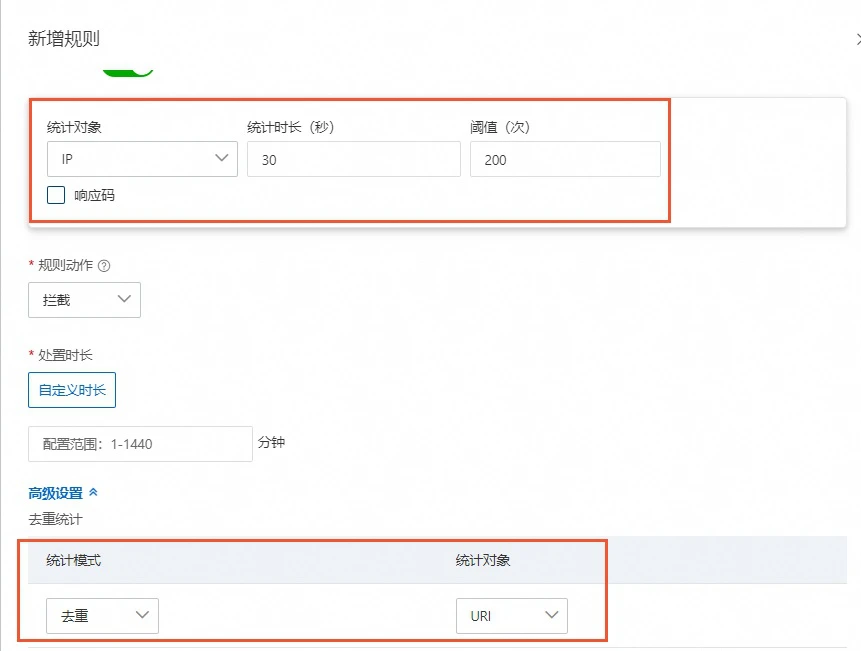 新增规则
统计对象 统计时长（秒） 阈值（次）
IP 30 200
响应码
* 规则动作 ?
拦截
* 处置时长
自定义时长
配置范围：1-1440 分钟
高级设置
去重统计
统计模式 统计对象
去重 URI